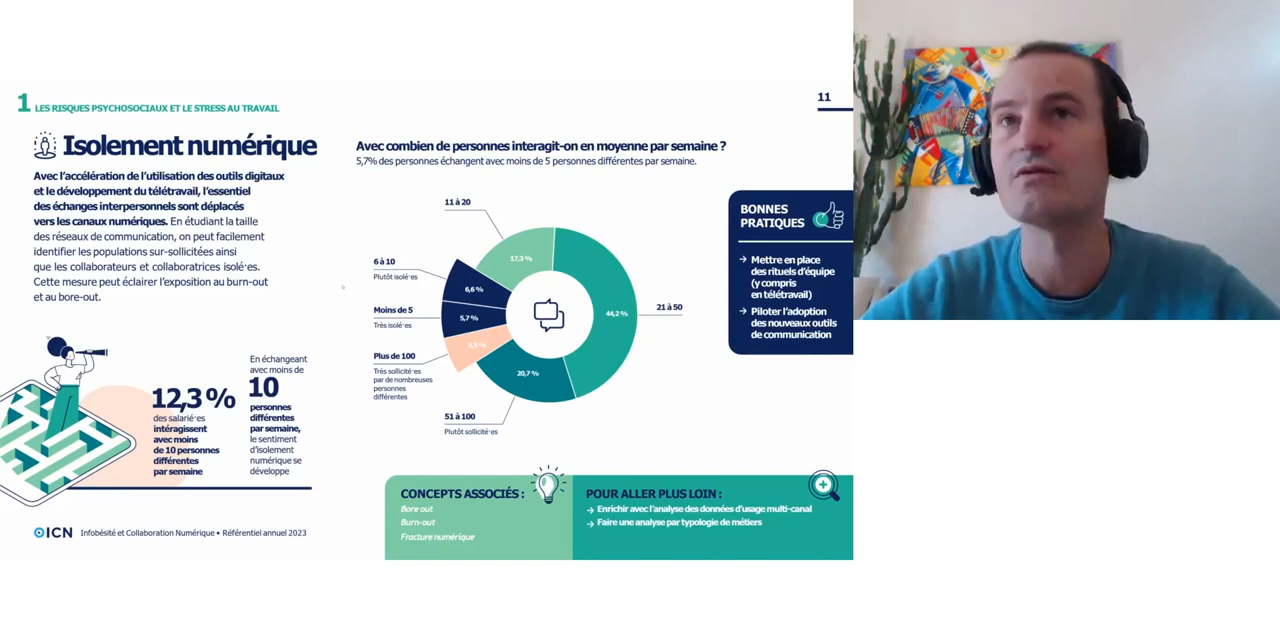 1 LES RISQUES PSYCHOSOCIAUX ET LE STRESS AU TRAVAIL
11
Isolement numérique
Avec l'accélération de l'utilisation des outils digitaux
et le développement du télétravail, l'essentiel
des échanges interpersonnels sont déplacés
vers les canaux numériques. En étudiant la taille
des réseaux de communication, on peut facilement
identifier les populations sur-sollicitées ainsi
que les collaborateurs et collaboratrices isolé·es.
Cette mesure peut éclairer l'exposition au burn-out
et au bore-out.
12,3 %
des salarié·es
intéragissent
avec moins
de 10 personnes
différentes
par semaine
En échangeant
avec moins de
10
personnes
différentes
par semaine,
le sentiment
d'isolement
numérique se
développe
Avec combien de personnes interagit-on en moyenne par semaine ?
5,7% des personnes échangent avec moins de 5 personnes différentes par semaine.
11 à 20
17,3 %
6 à 10
Plutôt isolé·es
6,6 %
Moins de 5
Très isolé·es
5,7 %
Plus de 100
Très sollicité·es
par de nombreuses
personnes
différentes
5,5 %
51 à 100
Plutôt sollicité·es
20,7 %
21 à 50
44,2 %
BONNES
PRATIQUES
→ Mettre en place
des rituels d'équipe
(y compris
en télétravail)
→ Piloter l'adoption
des nouveaux outils
de communication
CONCEPTS ASSOCIÉS :
Bore out
Burn-out
Fracture numérique
POUR ALLER PLUS LOIN :
→ Enrichir avec l'analyse des données d'usage multi-canal
→ Faire une analyse par typologie de métiers
OICN Infobésité et Collaboration Numérique • Référentiel annuel 2023